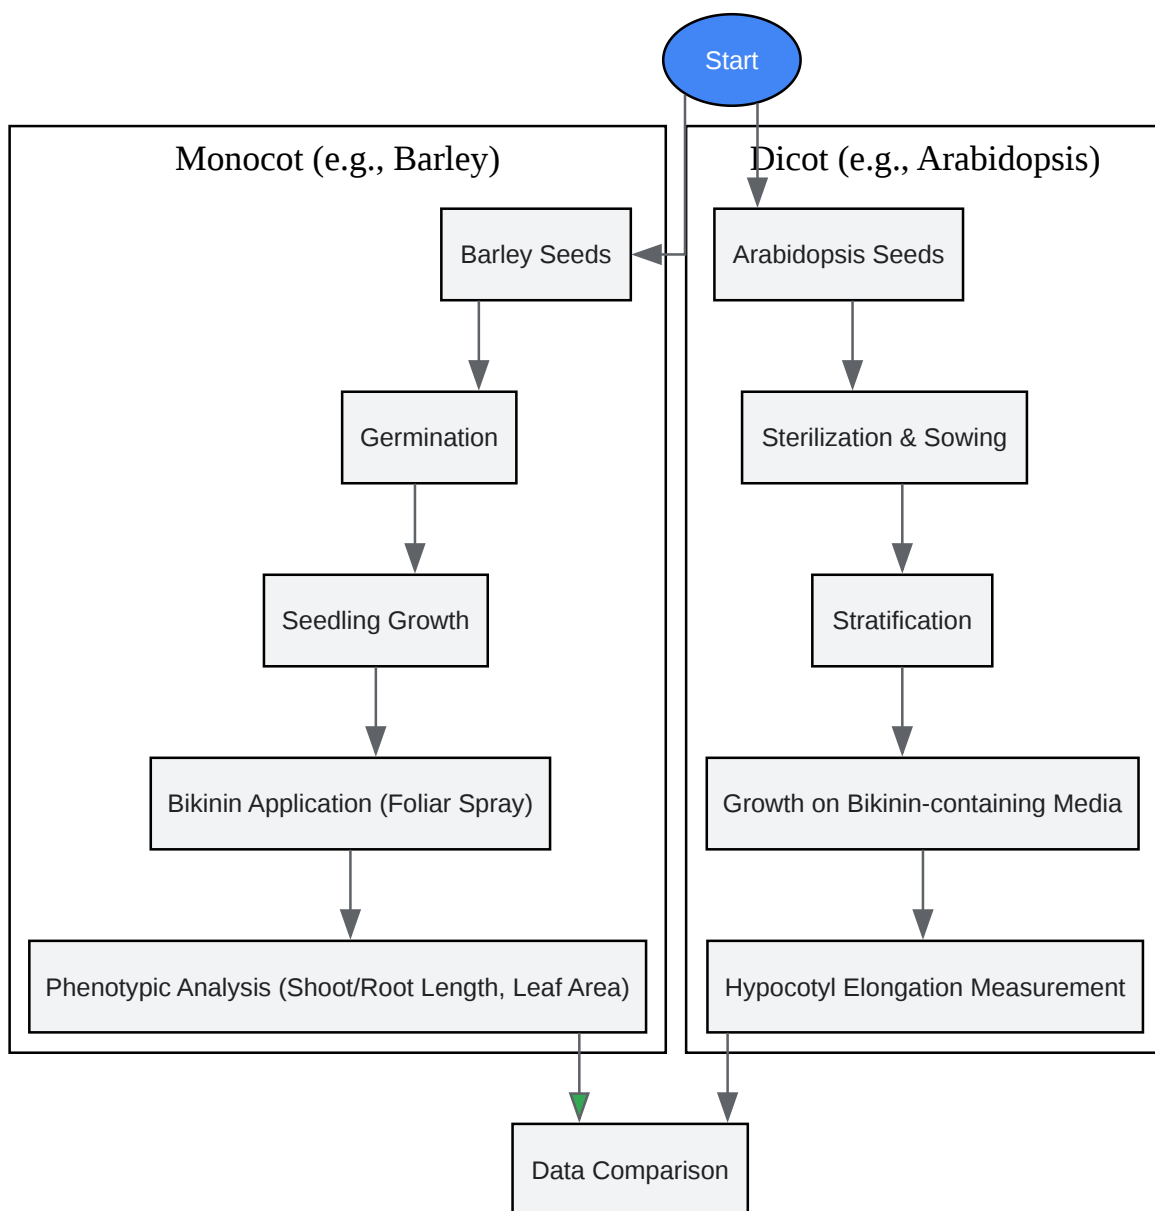 Start
Monocot (e.g., Barley)
Barley Seeds
Germination
Seedling Growth
Bikinin Application (Foliar Spray)
Phenotypic Analysis (Shoot/Root Length, Leaf Area)
Dicot (e.g., Arabidopsis)
Arabidopsis Seeds
Sterilization & Sowing
Stratification
Growth on Bikinin-containing Media
Hypocotyl Elongation Measurement
Data Comparison